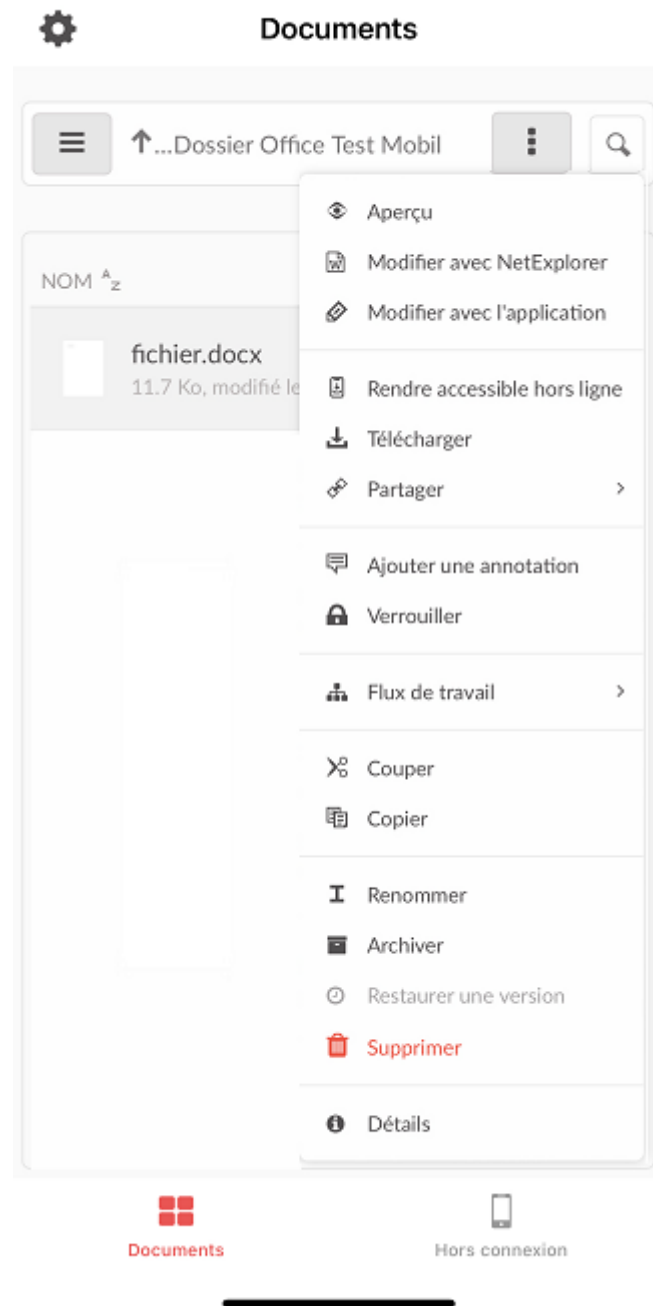 Documents
↑...Dossier Office Test Mobil
NOM
fichier.docx
11.7 Ko, modifié le
Aperçu
Modifier avec NetExplorer
Modifier avec l'application
Rendre accessible hors ligne
Télécharger
Partager
Ajouter une annotation
Verrouiller
Flux de travail
Couper
Copier
Renommer
Archiver
Restaurer une version
Supprimer
Détails
Documents
Hors connexion